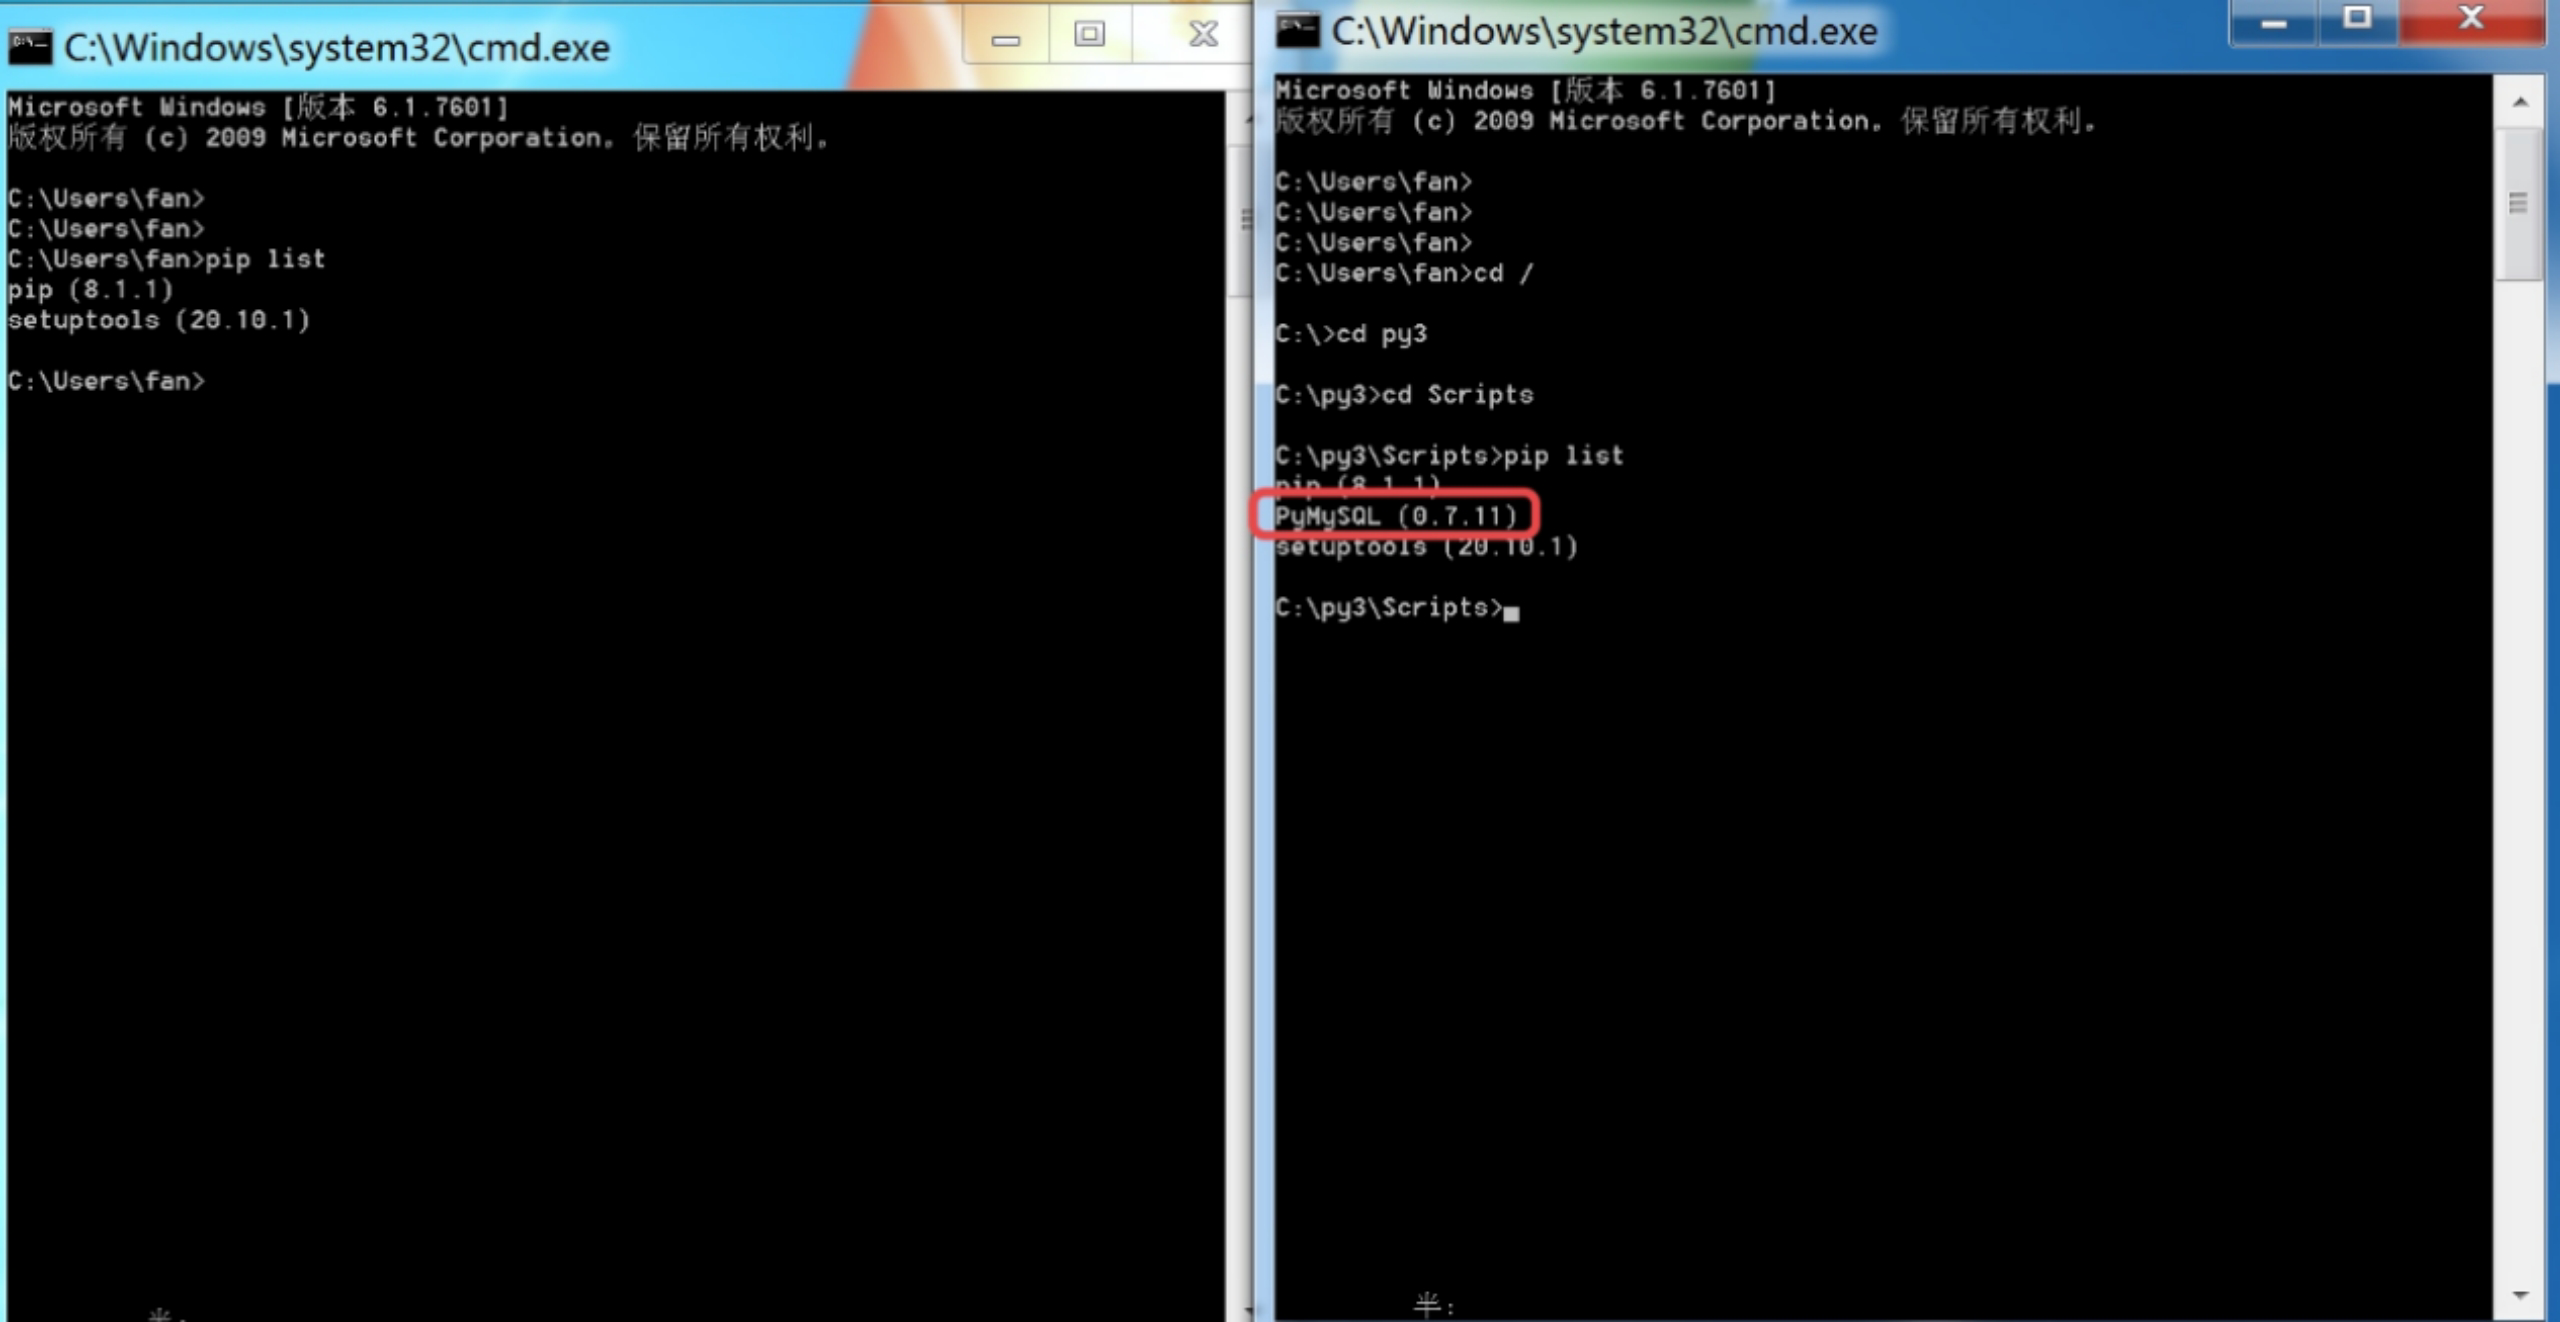 C:\Windows\system32\cmd.exe
Microsoft Windows [版本 6.1.7601]
版权所有 (c) 2009 Microsoft Corporation。保留所有权利。
C:\Users\fan>
C:\Users\fan>
C:\Users\fan>pip list
pip (8.1.1)
setuptools (20.10.1)
C:\Users\fan>
半:
C:\Windows\system32\cmd.exe
Microsoft Windows [版本 6.1.7601]
版权所有 (c) 2009 Microsoft Corporation。保留所有权利。
C:\Users\fan>
C:\Users\fan>
C:\Users\fan>
C:\Users\fan>cd /
C:\>cd py3
C:\py3>cd Scripts
C:\py3\Scripts>pip list
pip (8.1.1)
PyMySQL (0.7.11)
setuptools (20.10.1)
C:\py3\Scripts>
半: